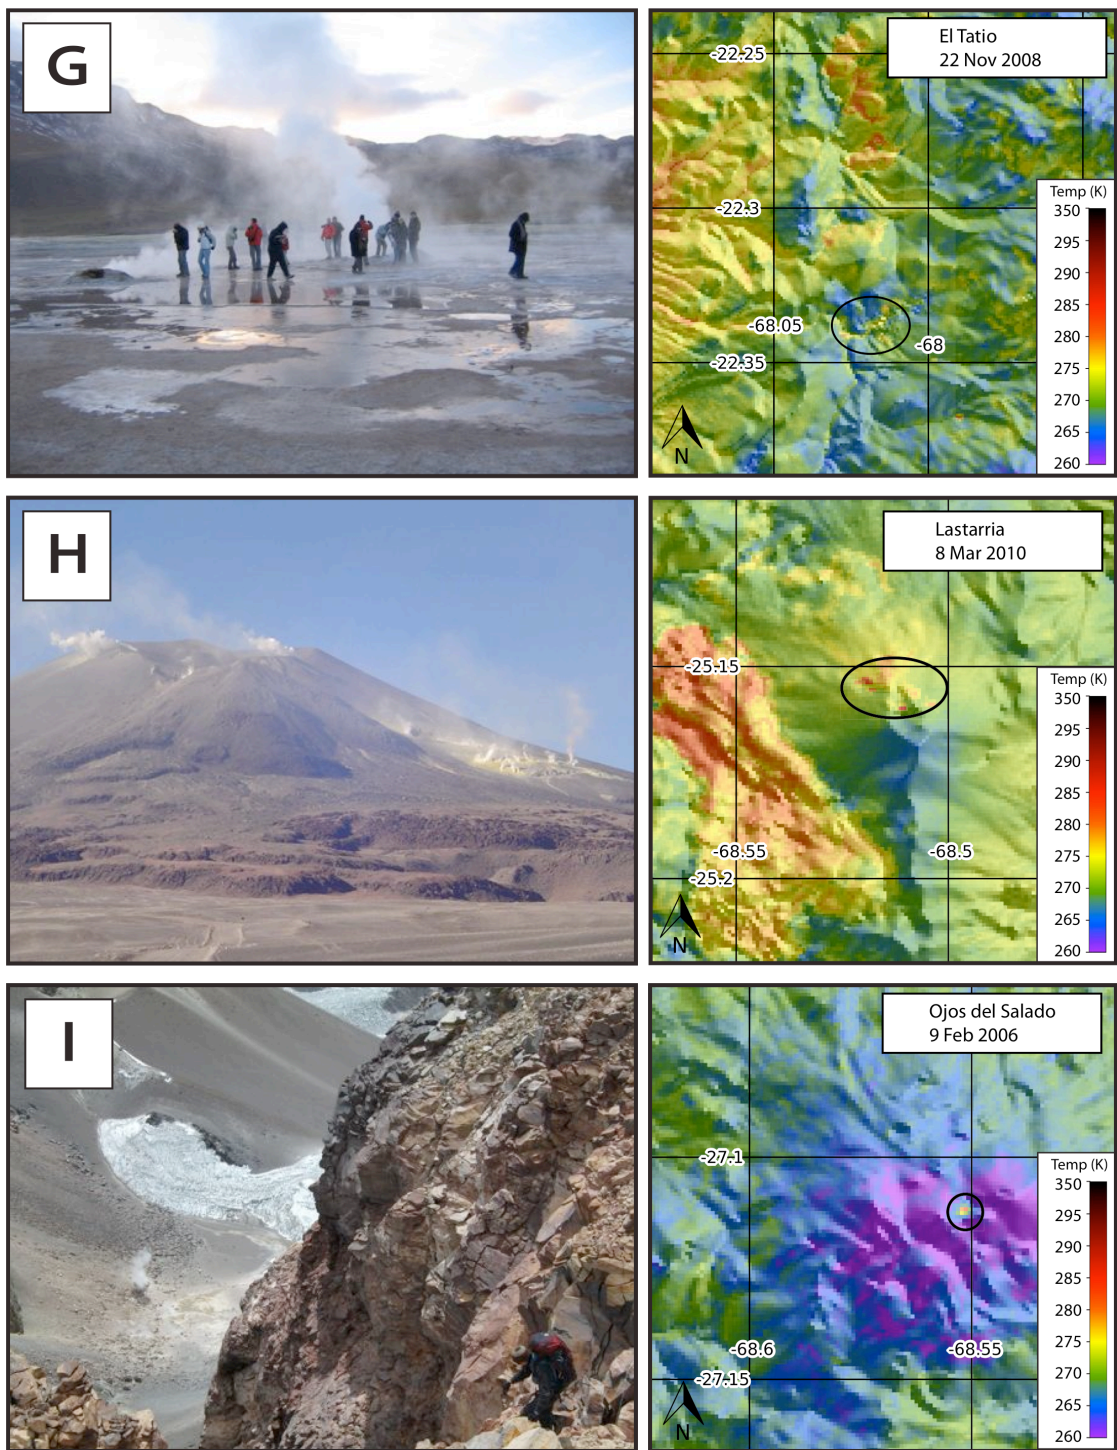 G
El Tatio
22 Nov 2008
-22.25
Temp (K)
350
295
290
285
280
275
270
265
260
-22.3
-68.05
-68
-22.35
N
H
Lastarria
8 Mar 2010
-25.15
Temp (K)
350
295
290
285
280
275
270
265
260
-68.55
-68.5
-25.2
N
I
Ojos del Salado
9 Feb 2006
-27.1
Temp (K)
350
295
290
285
280
275
270
265
260
-68.6
-68.55
-27.15
N